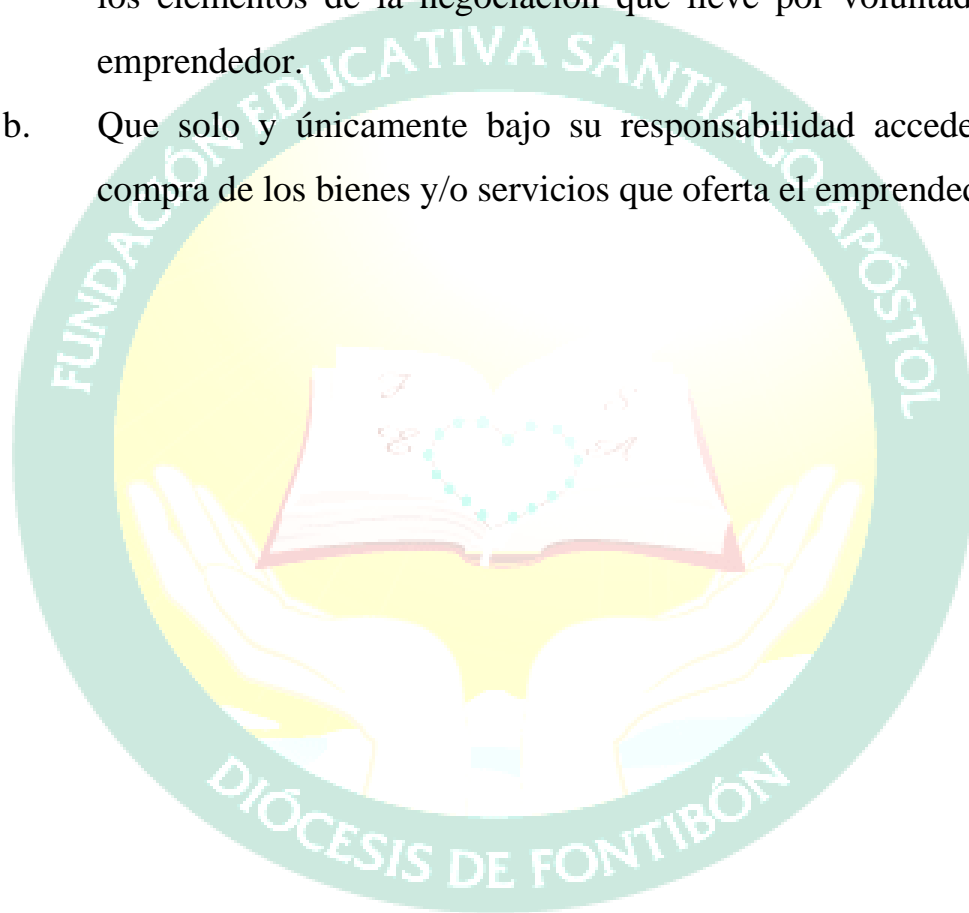 los elementos de la negociación que lleve por voluntad
emprendedor.
b. Que solo y únicamente bajo su responsabilidad accede
compra de los bienes y/o servicios que oferta el
FUNDACIÓN EDUCATIVA SANTIAGO APÓSTOL
DIÓCESIS DE FONTIBÓN